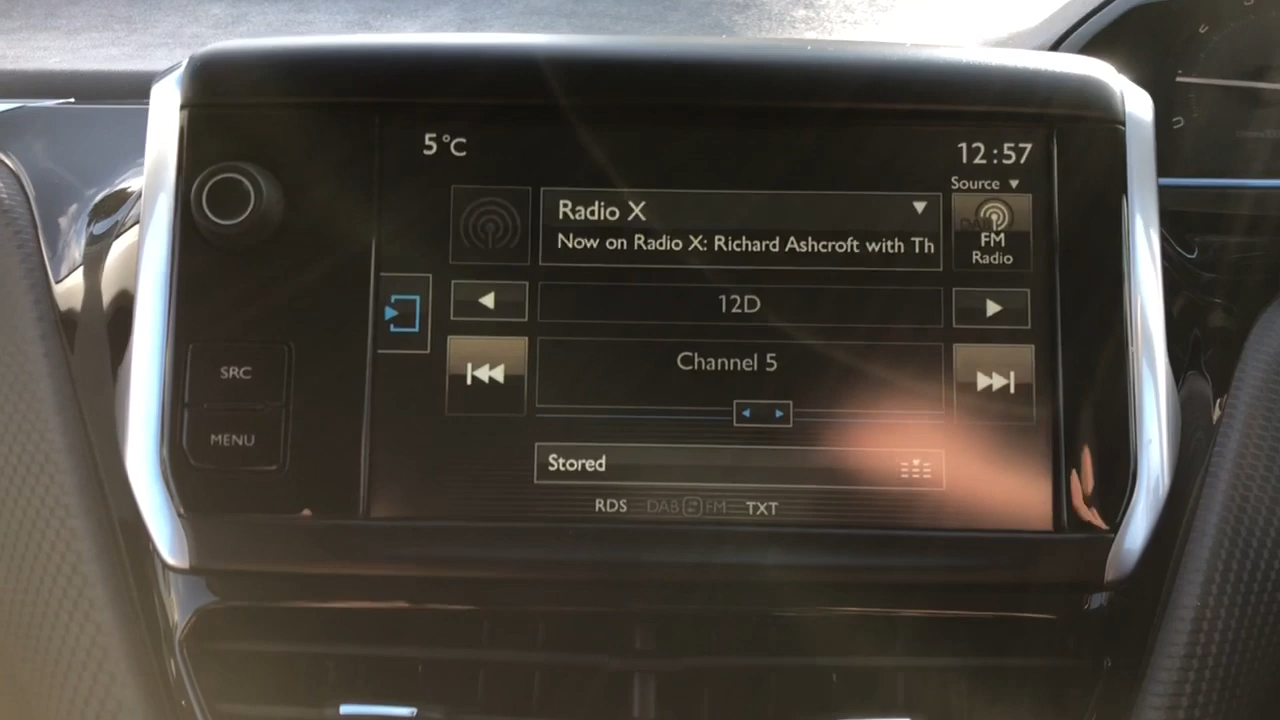 5°C
12:57
Source ▼
Radio X
Now on Radio X: Richard Ashcroft with Th
FM
Radio
12D
Channel 5
SRC
MENU
Stored
RDS DAB FM TXT